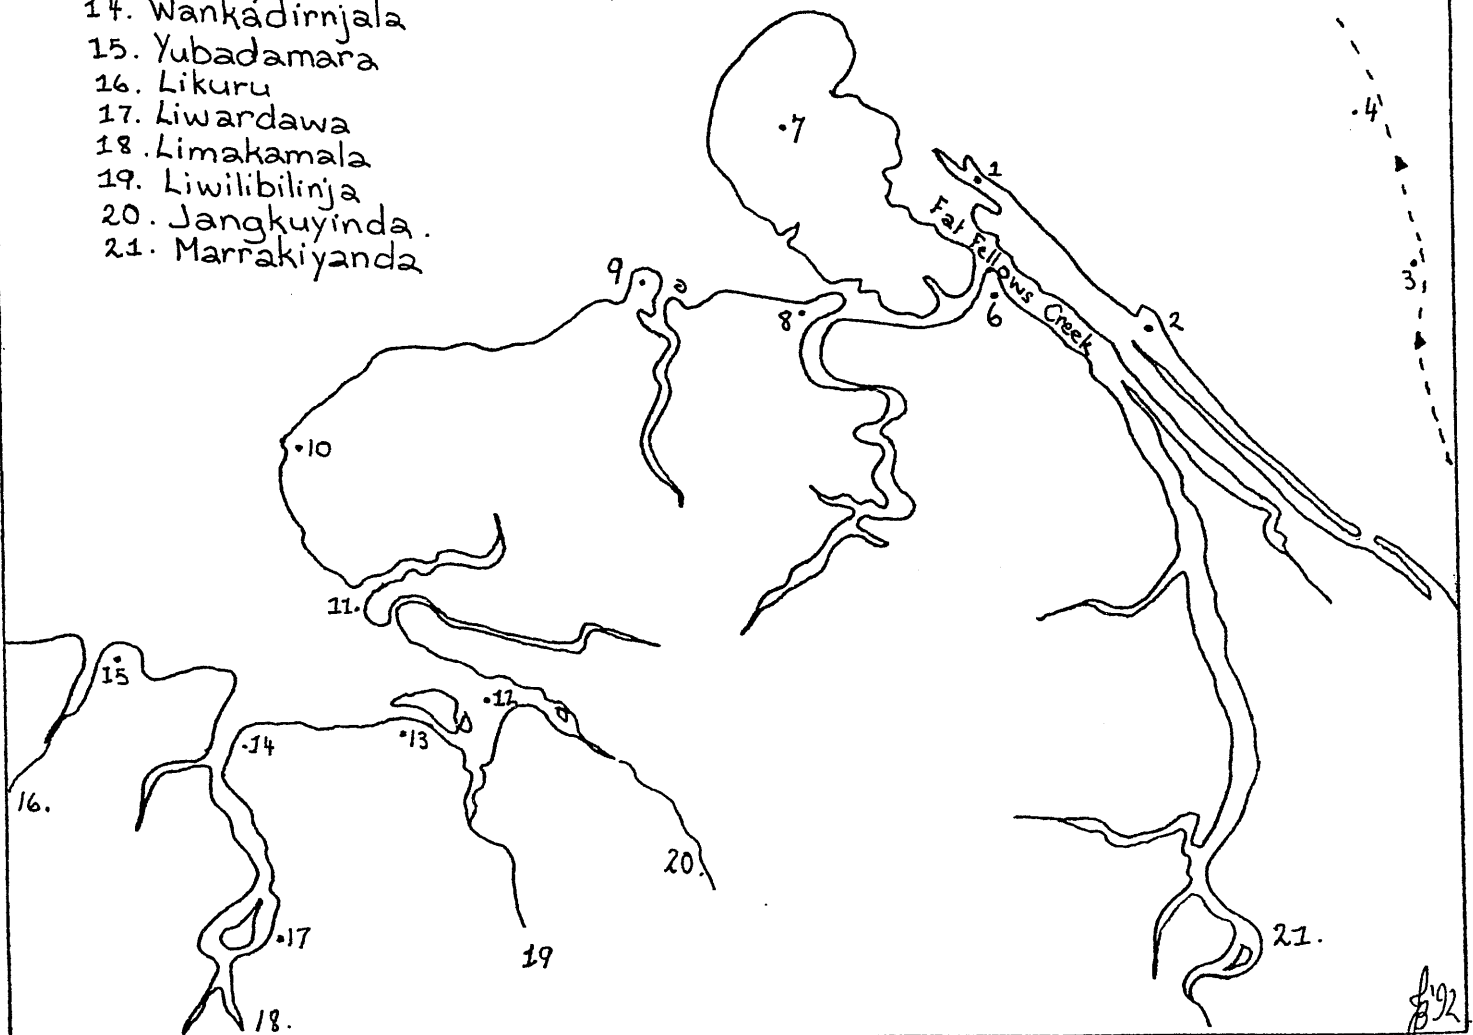 14. Wankadirnjala
15. Yubadamara
16. Likuru
17. Liwardawa
18. Limakamala
19. Liwilibilinja
20. Jangkuyinda.
21. Marrakiyanda
.4
.7
1
Fat Fellows Creek
3
9
8
6
2
.10
11.
15
.12
.14
.13
16.
20.
.17
19
21.
18.
'92